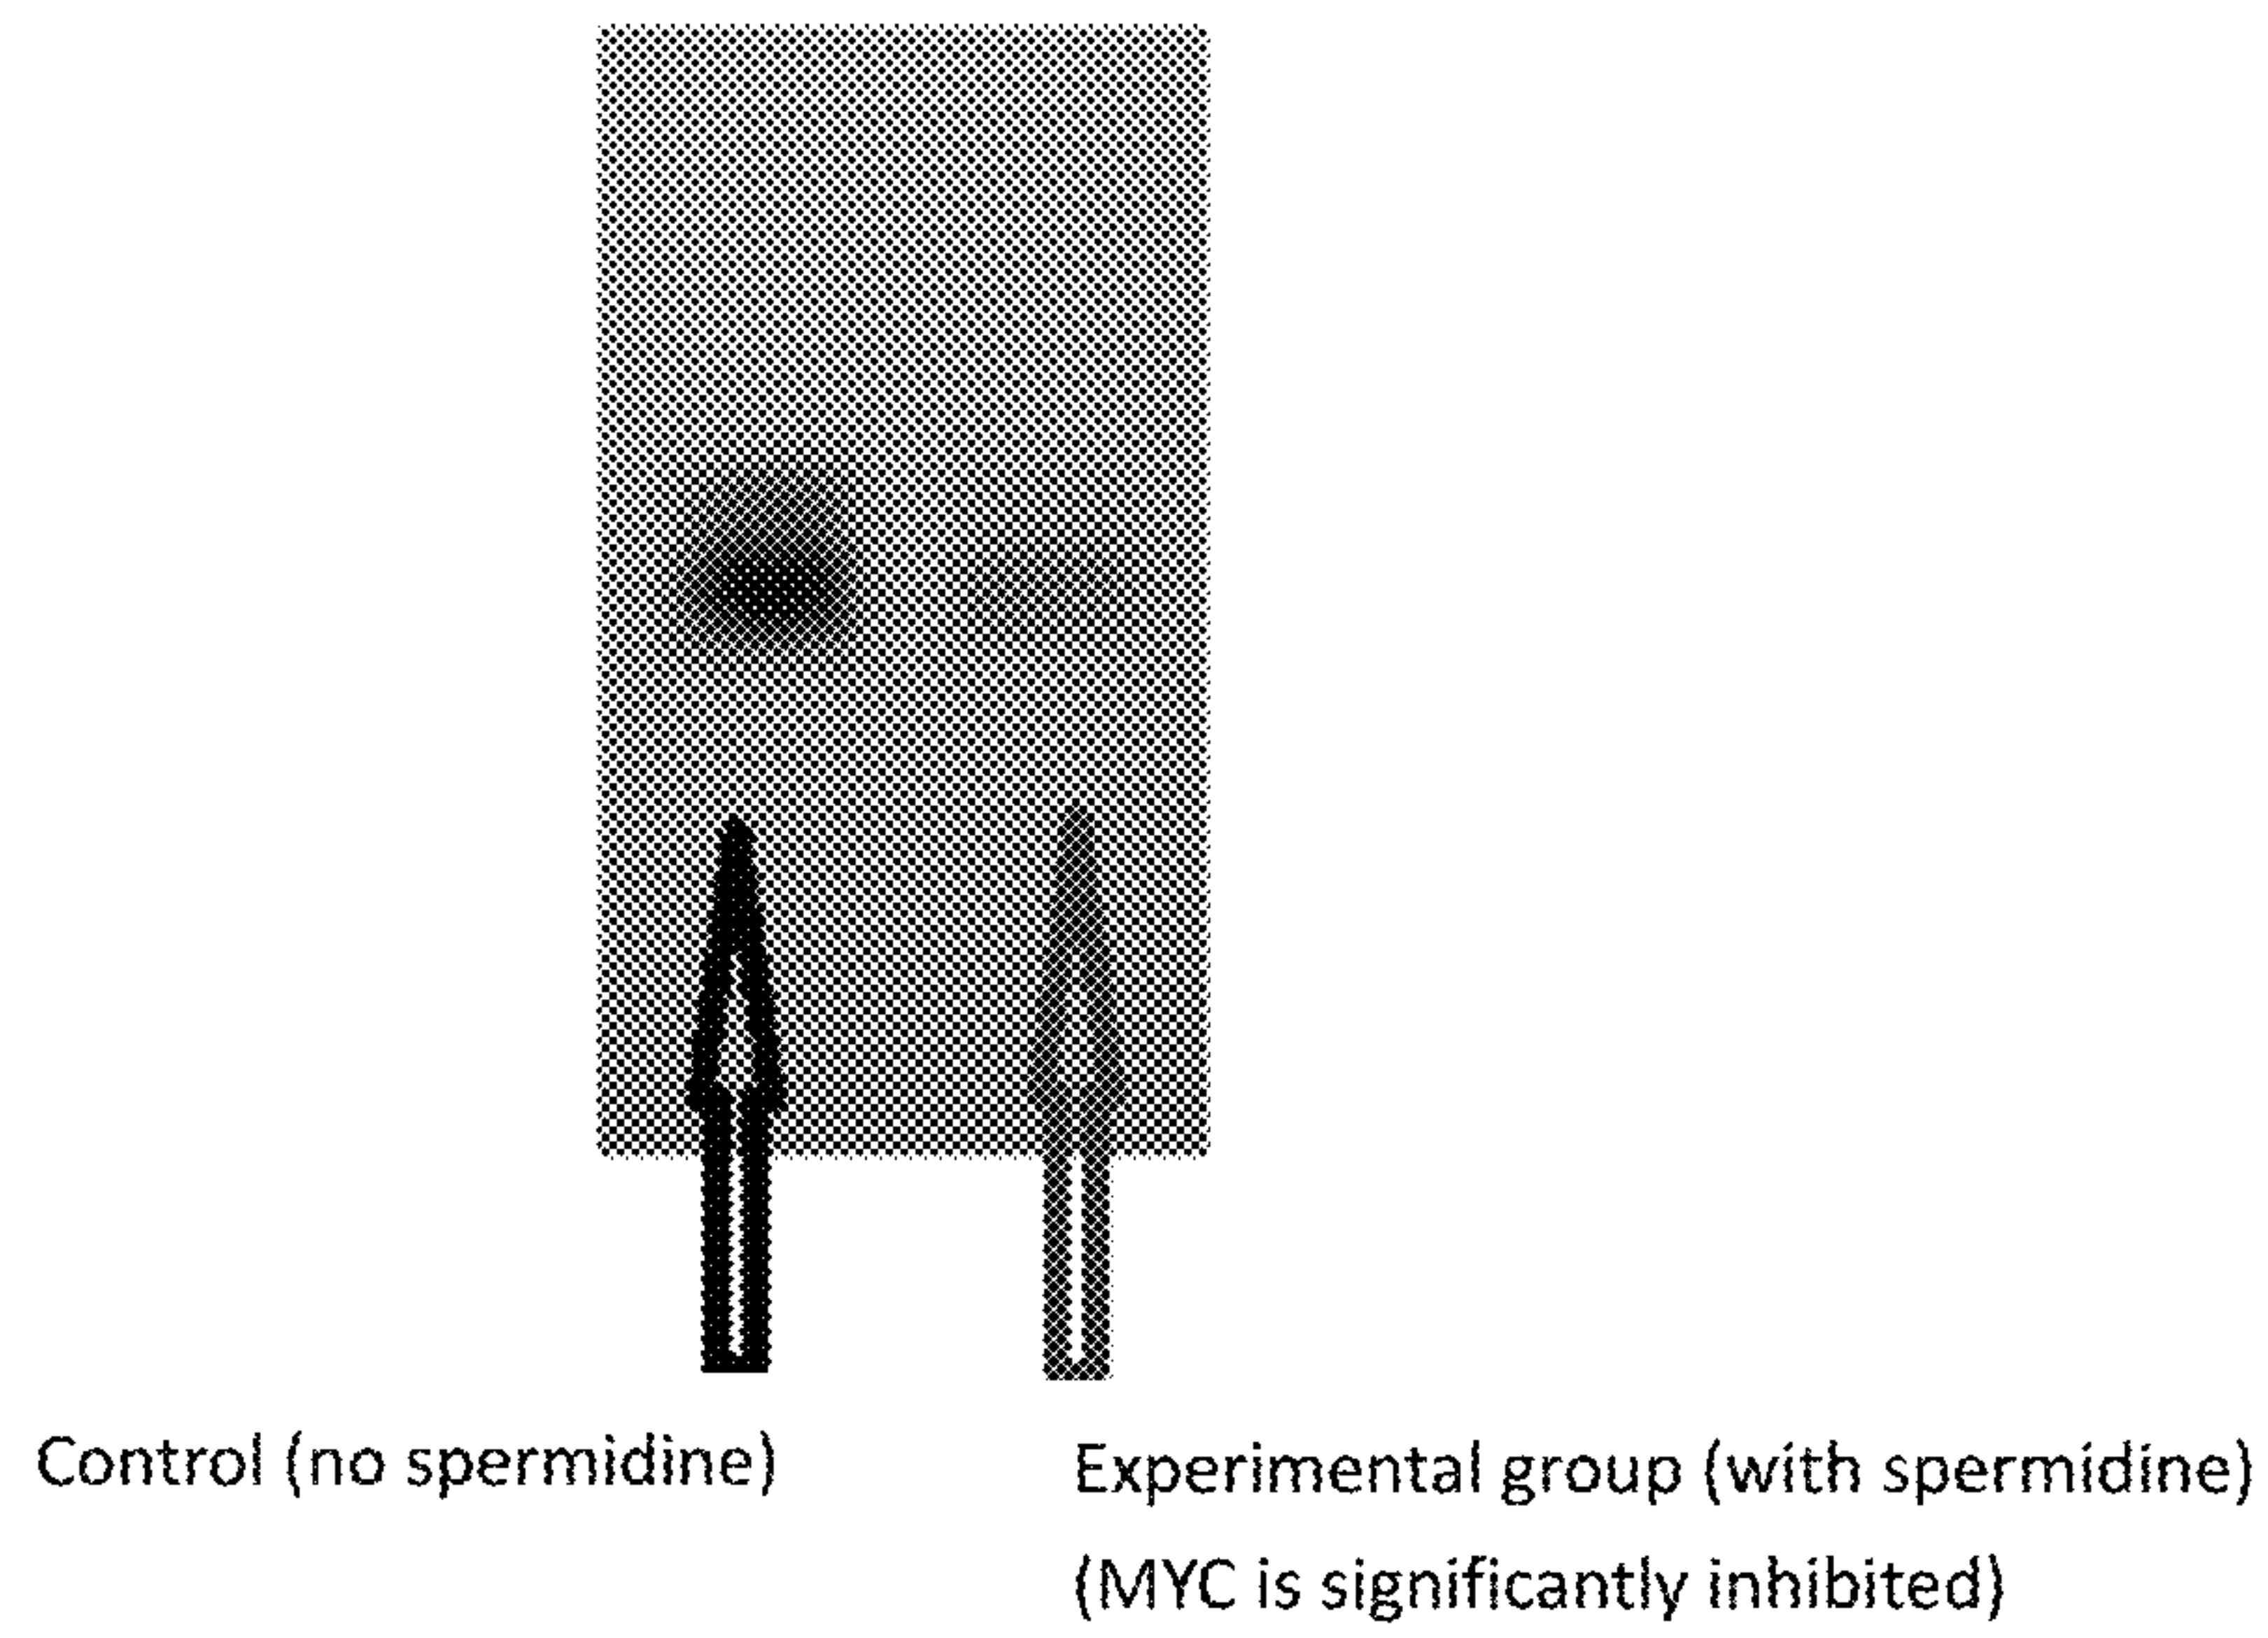 Control (no spermidine)
Experimental group (with spermidine)
(MYC is significantly inhibited)